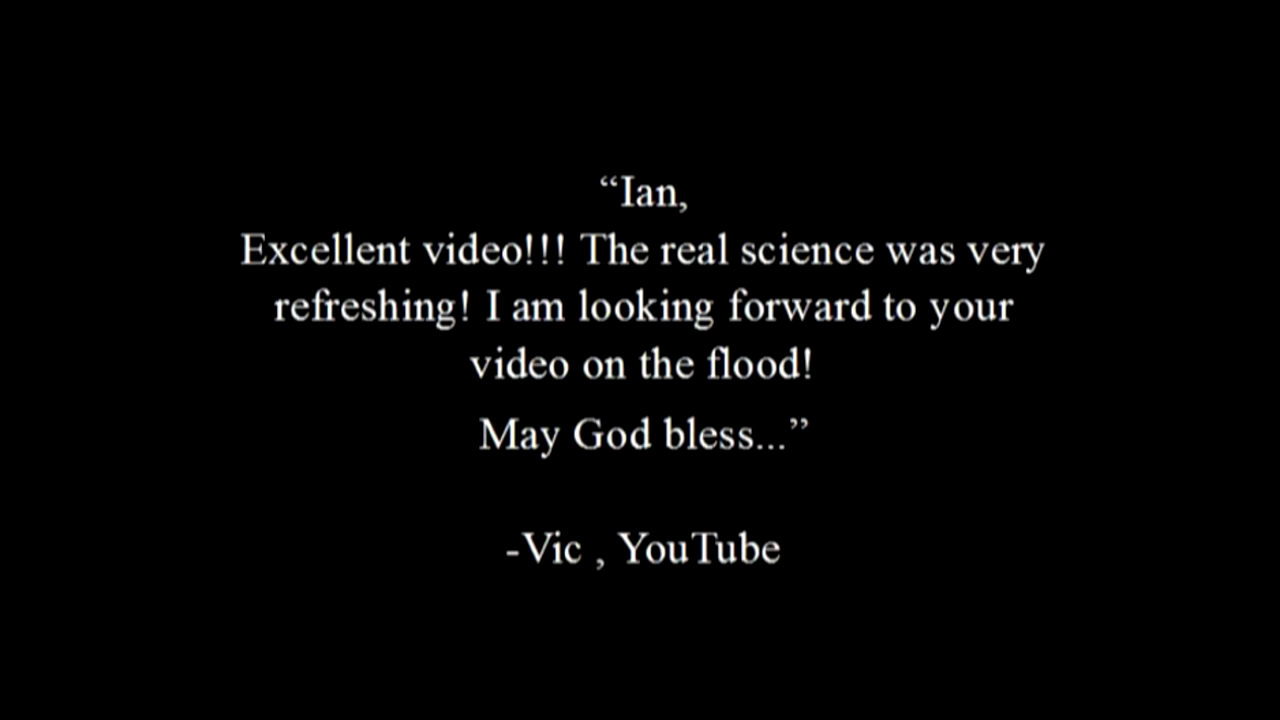 “Ian,
Excellent video!!! The real science was very
refreshing! I am looking forward to your
video on the flood!
May God bless...”
-Vic , YouTube